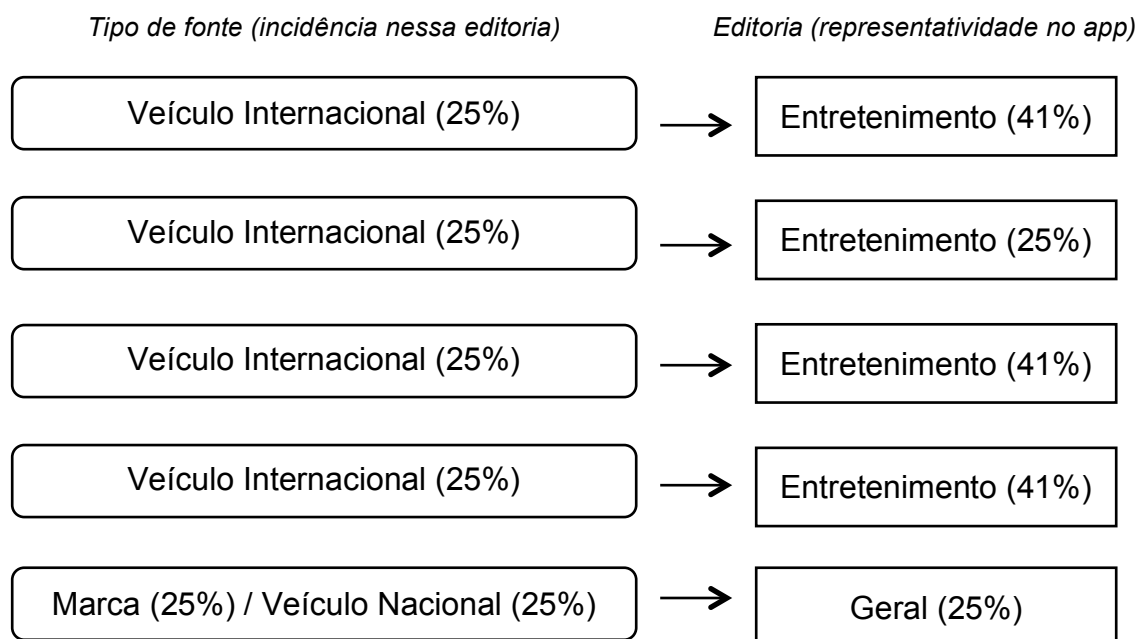 Tipo de fonte (incidência nessa editoria) Editoria (representatividade no app)
Veículo Internacional (25%) Entretenimento (41%)
Veículo Internacional (25%) Entretenimento (25%)
Veículo Internacional (25%) Entretenimento (41%)
Veículo Internacional (25%) Entretenimento (41%)
Marca (25%) / Veículo Nacional (25%) Geral (25%)